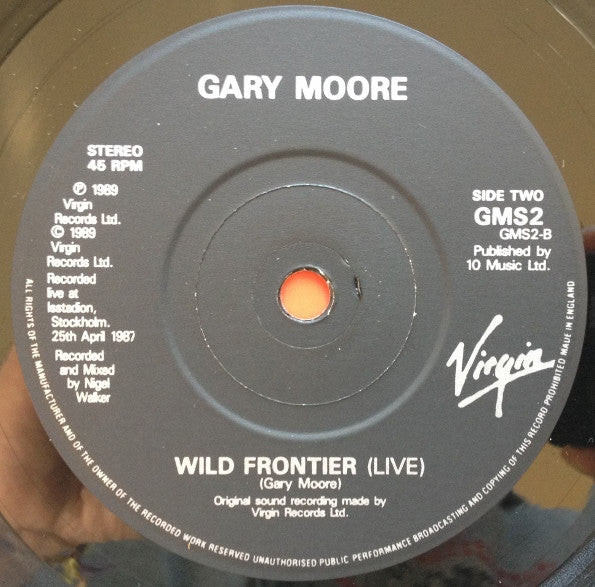 GARY MOORE
STEREO
45 RPM
Ⓟ 1989
Virgin
Records Ltd.
© 1989
Virgin
Records Ltd.
Recorded
live at
Isstadion,
Stockholm.
25th April 1987
Recorded
and Mixed
by Nigel
Walker
SIDE TWO
GMS2
GMS2-B
Published by
10 Music Ltd.
Virgin
WILD FRONTIER (LIVE)
(Gary Moore)
Original sound recording made by
Virgin Records Ltd.
ALL RIGHTS OF THE MANUFACTURER AND OF THE OWNER OF THE RECORDED WORK RESERVED UNAUTHORISED PUBLIC PERFORMANCE BROADCASTING AND COPYING OF THIS RECORD PROHIBITED MADE IN ENGLAND